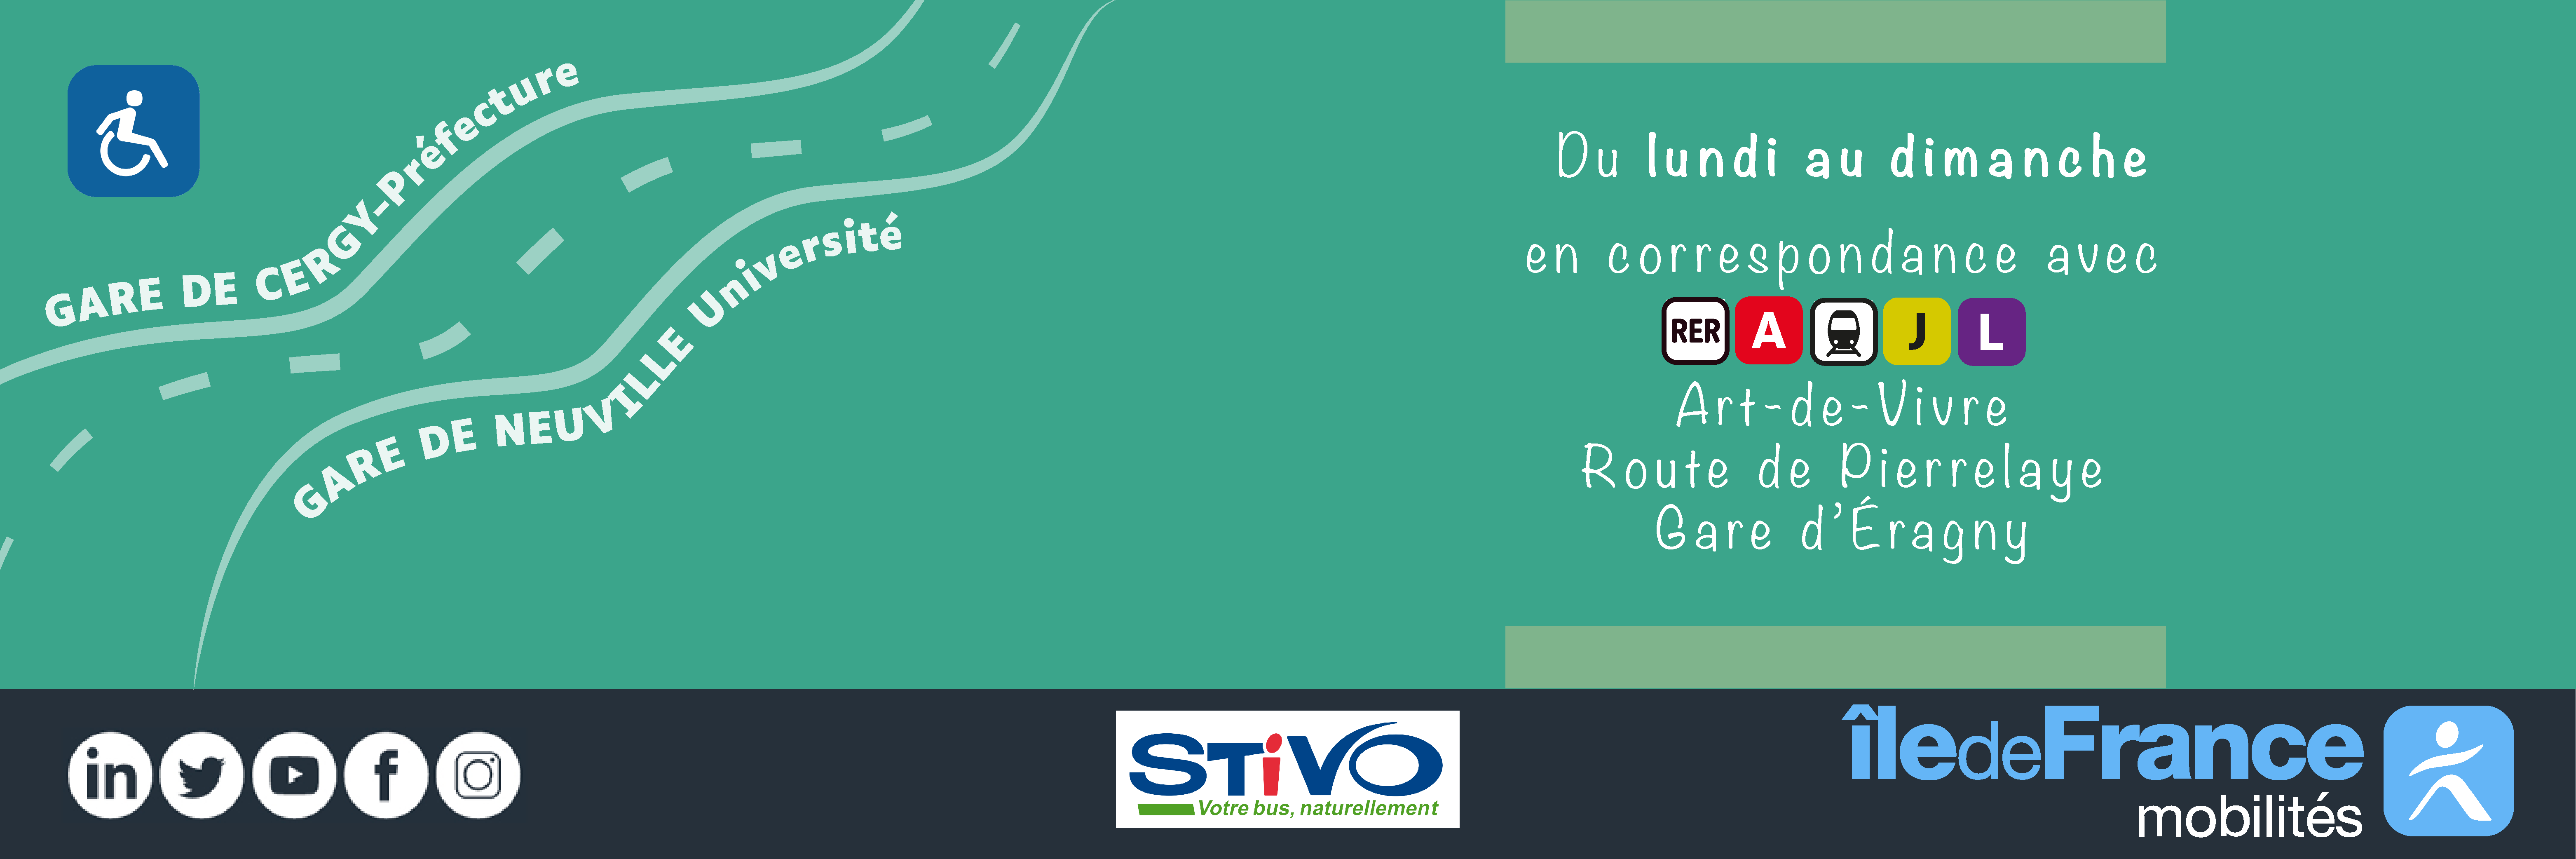 GARE DE CERGY-Préfecture
GARE DE NEUVILLE Université
Du lundi au dimanche
en correspondance avec
RER A J L
Art-de-Vivre
Route de Pierrelaye
Gare d'Éragny
in f
STiVO
Votre bus, naturellement
îledeFrance
mobilités